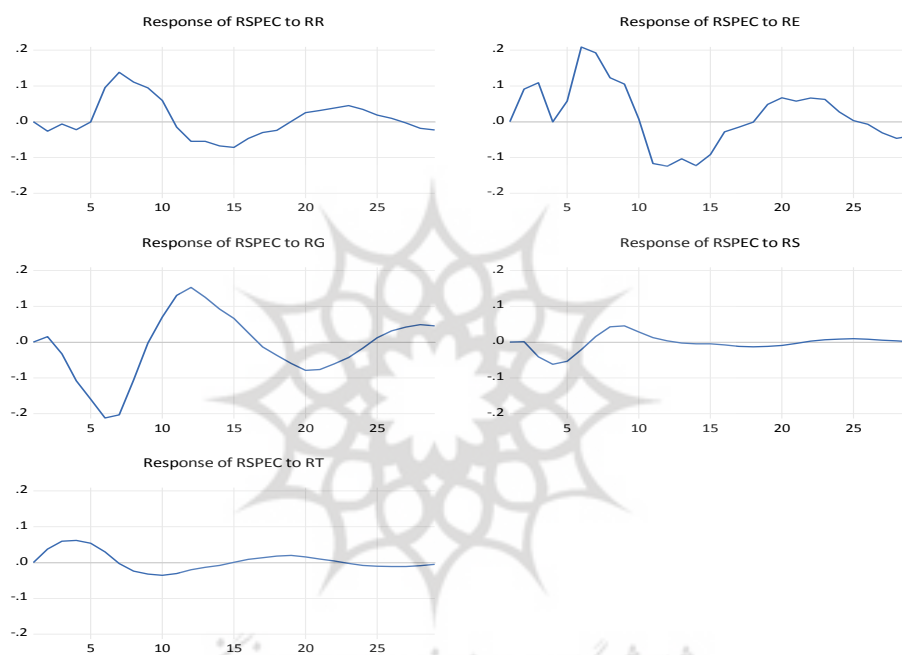 Response of RSPEC to RR
.2
.1
.0
-.1
-.2
5 10 15 20 25
Response of RSPEC to RE
.2
.1
.0
-.1
-.2
5 10 15 20 25
Response of RSPEC to RG
.2
.1
.0
-.1
-.2
5 10 15 20 25
Response of RSPEC to RS
.2
.1
.0
-.1
-.2
5 10 15 20 25
Response of RSPEC to RT
.2
.1
.0
-.1
-.2
5 10 15 20 25